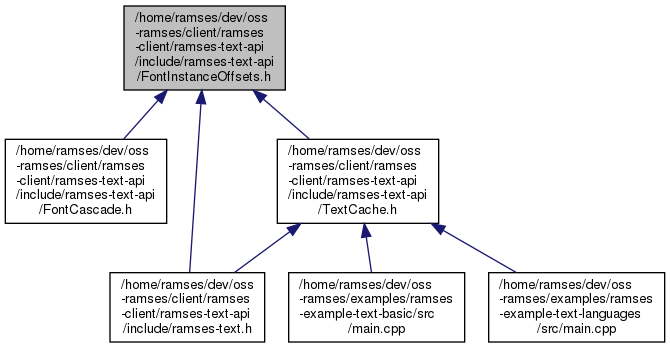 /home/ramses/dev/oss
-ramses/client/ramses
-client/ramses-text-api
/include/ramses-text-api
/FontInstanceOffsets.h
/home/ramses/dev/oss
-ramses/client/ramses
-client/ramses-text-api
/include/ramses-text-api
/FontCascade.h
/home/ramses/dev/oss
-ramses/client/ramses
-client/ramses-text-api
/include/ramses-text-api
/TextCache.h
/home/ramses/dev/oss
-ramses/client/ramses
-client/ramses-text-api
/include/ramses-text.h
/home/ramses/dev/oss
-ramses/examples/ramses
-example-text-basic/src
/main.cpp
/home/ramses/dev/oss
-ramses/examples/ramses
-example-text-languages
/src/main.cpp